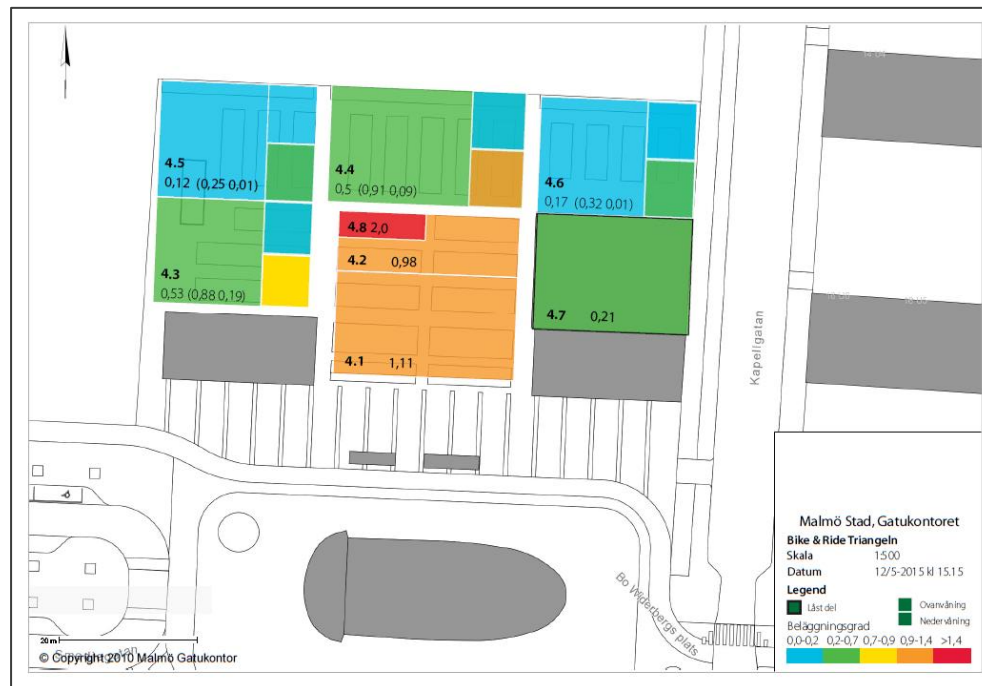 4.5
0,12 (0,25 0,01)
4.4
0,5 (0,91 0,09)
4.6
0,17 (0,32 0,01)
4.8 2,0
4.2 0,98
4.3
0,53 (0,88 0,19)
4.7 0,21
4.1 1,11
Kapellgatan
Bo Widerbergs plats
20 m
© Copyright 2010 Malmö Gatukontor
Malmö Stad, Gatukontoret
Bike & Ride Triangeln
Skala 1:500
Datum 12/5-2015 kl 15.15
Legend
Låst del
Ovanvåning
Nedervåning
Beläggningsgrad
0,0-0,2 0,2-0,7 0,7-0,9 0,9-1,4 >1,4